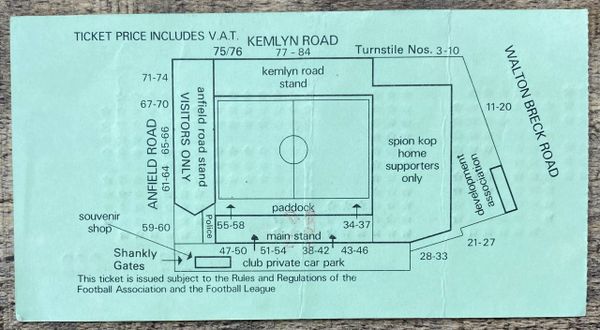 TICKET PRICE INCLUDES V.A.T.
KEMLYN ROAD
75/76
77 - 84
Turnstile Nos. 3-10
WALTON BRECK ROAD
71-74
kemlyn road
stand
67-70
11-20
ANFIELD ROAD
65-66
61-64
anfield road stand
VISITORS ONLY
spion kop
home
supporters
only
development
association
paddock
souvenir
shop
59-60
Police
55-58
34-37
main stand
21-27
Shankly
Gates
47-50
51-54
38-42
43-46
28-33
club private car park
This ticket is issued subject to the Rules and Regulations of the
Football Association and the Football League